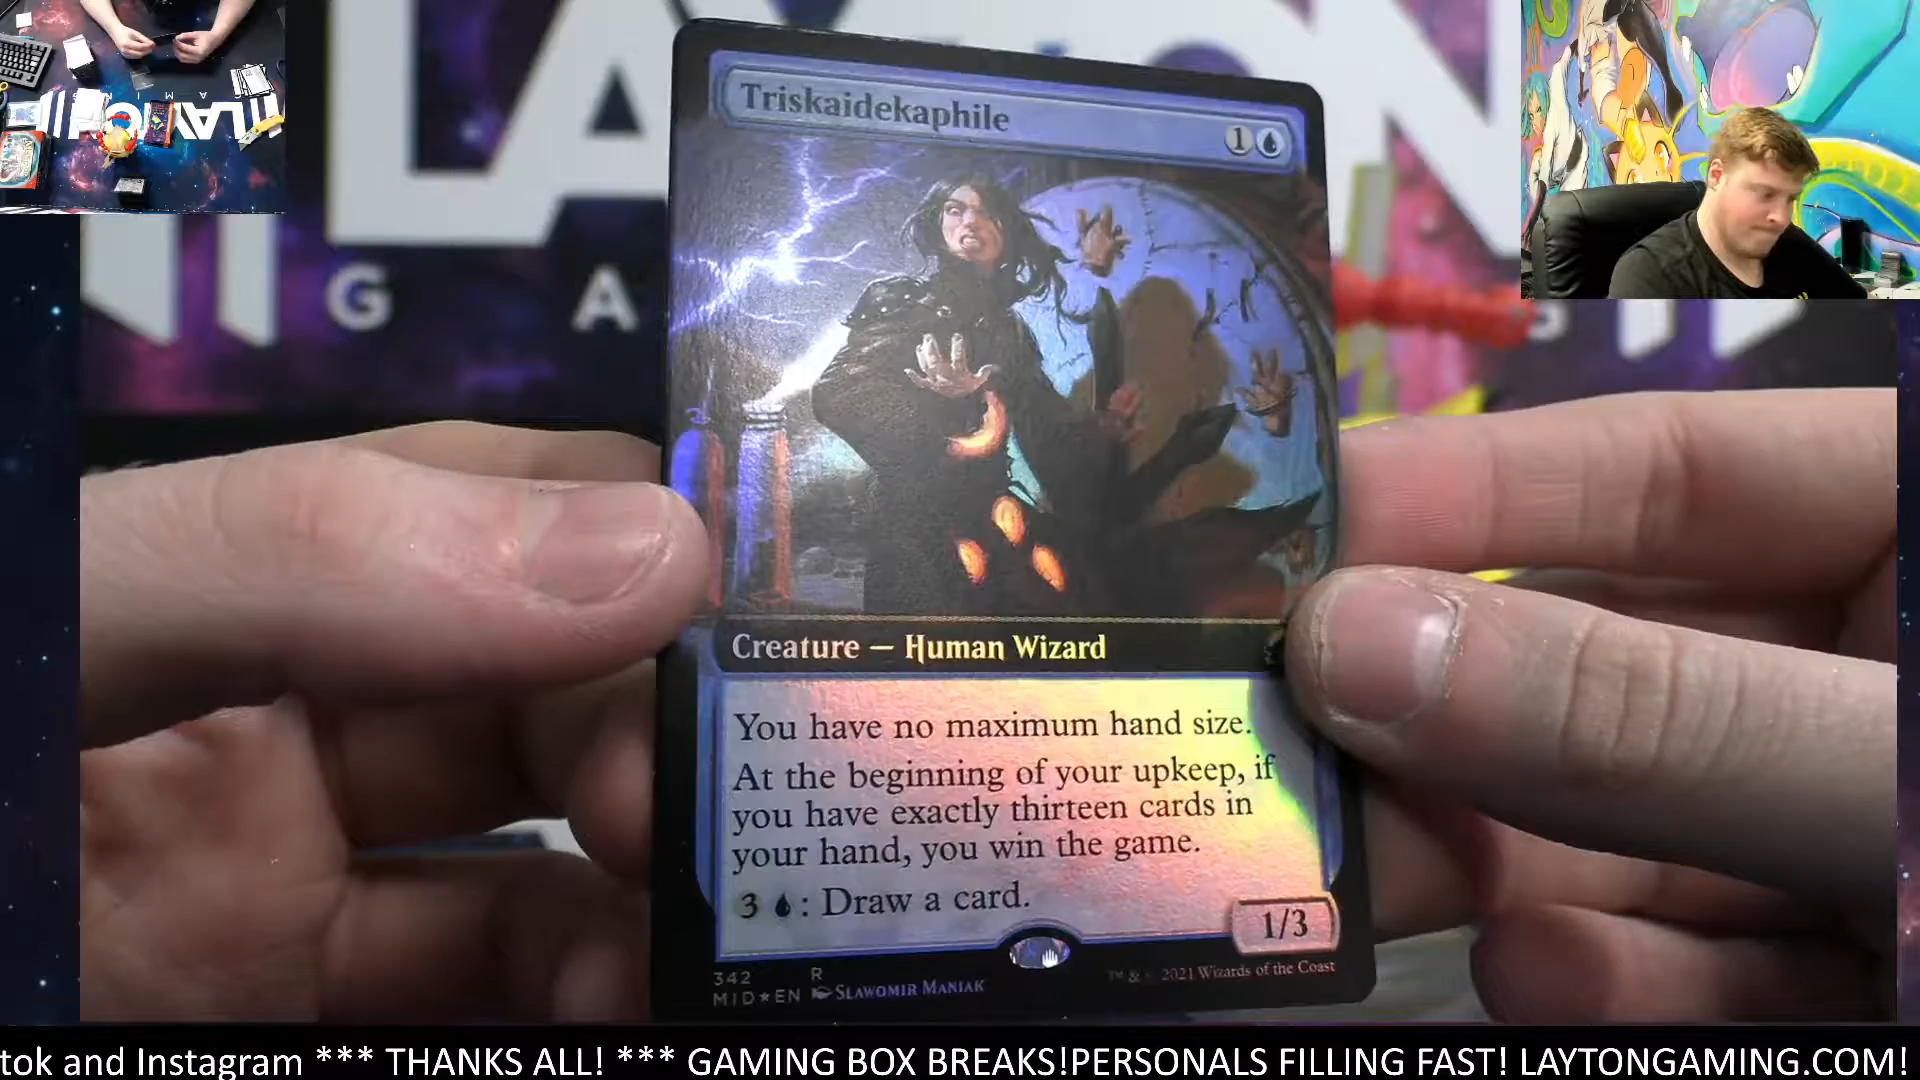 Triskaidekaphile
1
G A
Creature — Human Wizard
You have no maximum hand size.
At the beginning of your upkeep, if
you have exactly thirteen cards in
your hand, you win the game.
3 : Draw a card.
1/3
342 R
MID★EN SLAWOMIR MANIAK
™ & © 2021 Wizards of the Coast
tok and Instagram *** THANKS ALL! *** GAMING BOX BREAKS!PERSONALS FILLING FAST! LAYTONGAMING.COM!